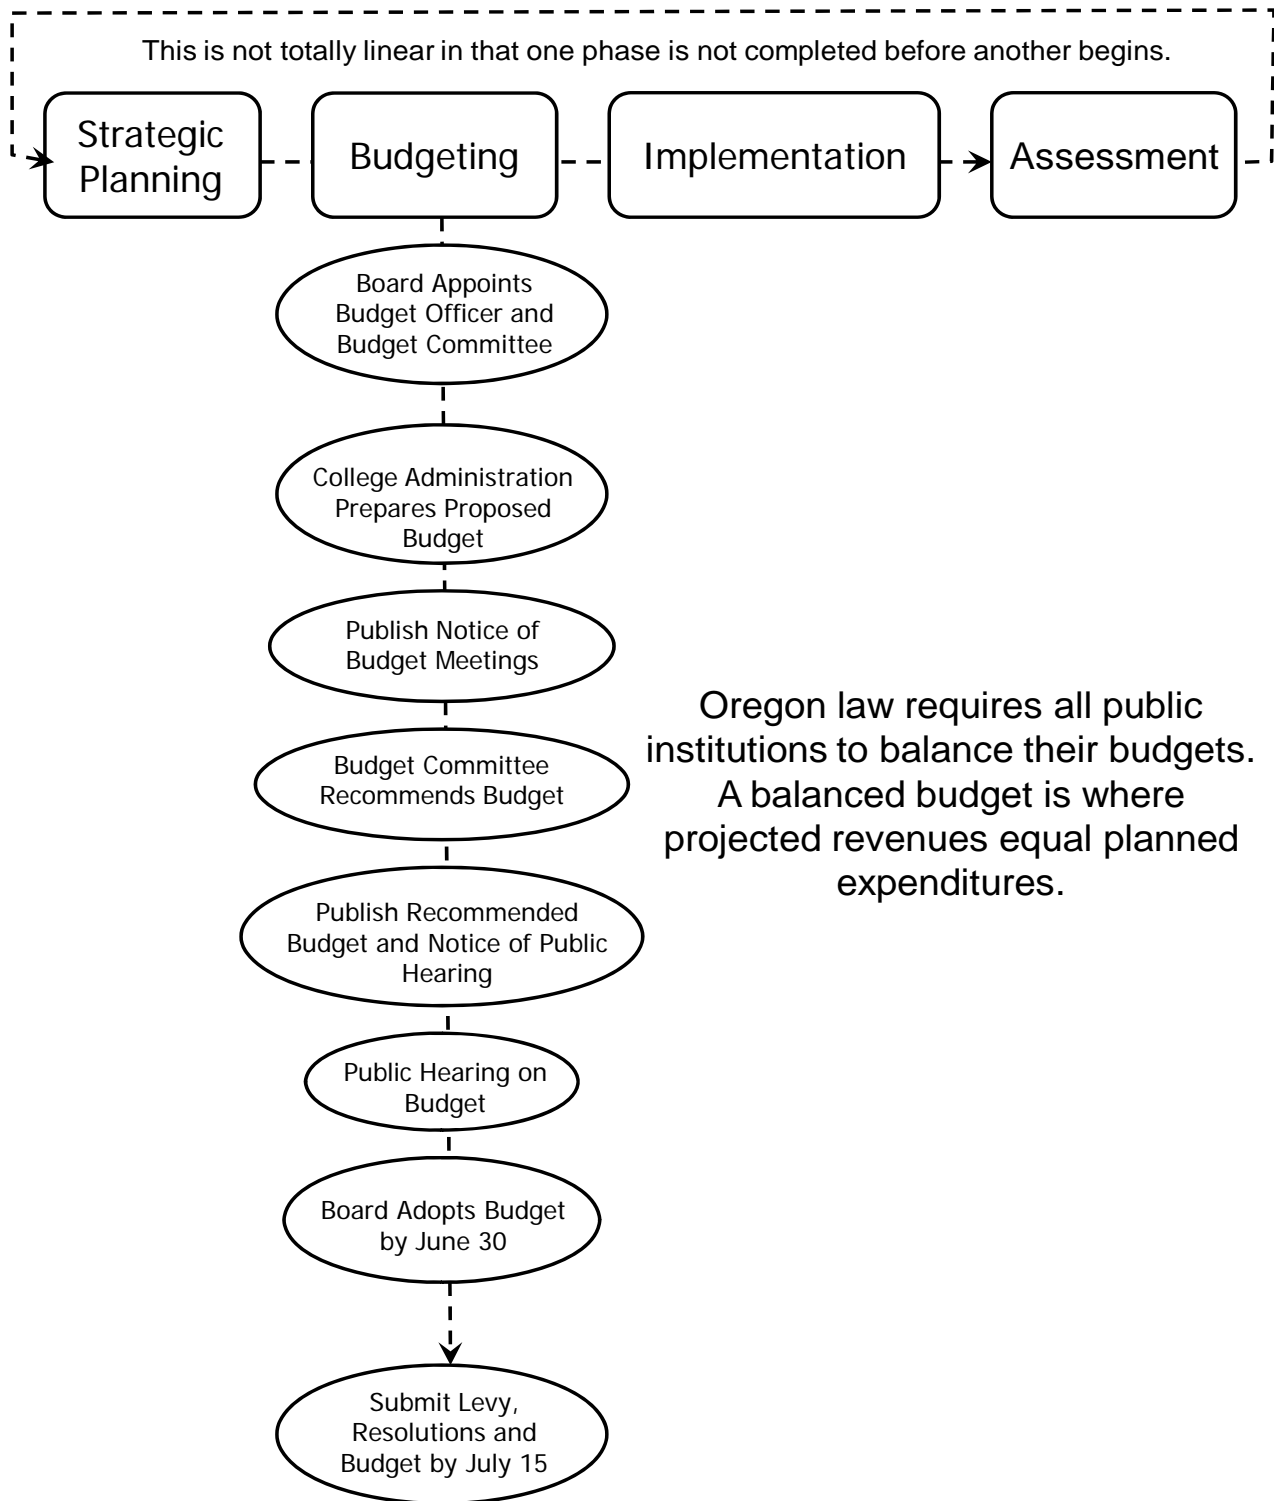 This is not totally linear in that one phase is not completed before another begins.
Strategic
Planning
Budgeting
Implementation
Assessment
Board Appoints
Budget Officer and
Budget Committee
College Administration
Prepares Proposed
Budget
Publish Notice of
Budget Meetings
Budget Committee
Recommends Budget
Publish Recommended
Budget and Notice of Public
Hearing
Public Hearing on
Budget
Board Adopts Budget
by June 30
Submit Levy,
Resolutions and
Budget by July 15
Oregon law requires all public
institutions to balance their budgets.
A balanced budget is where
projected revenues equal planned
expenditures.